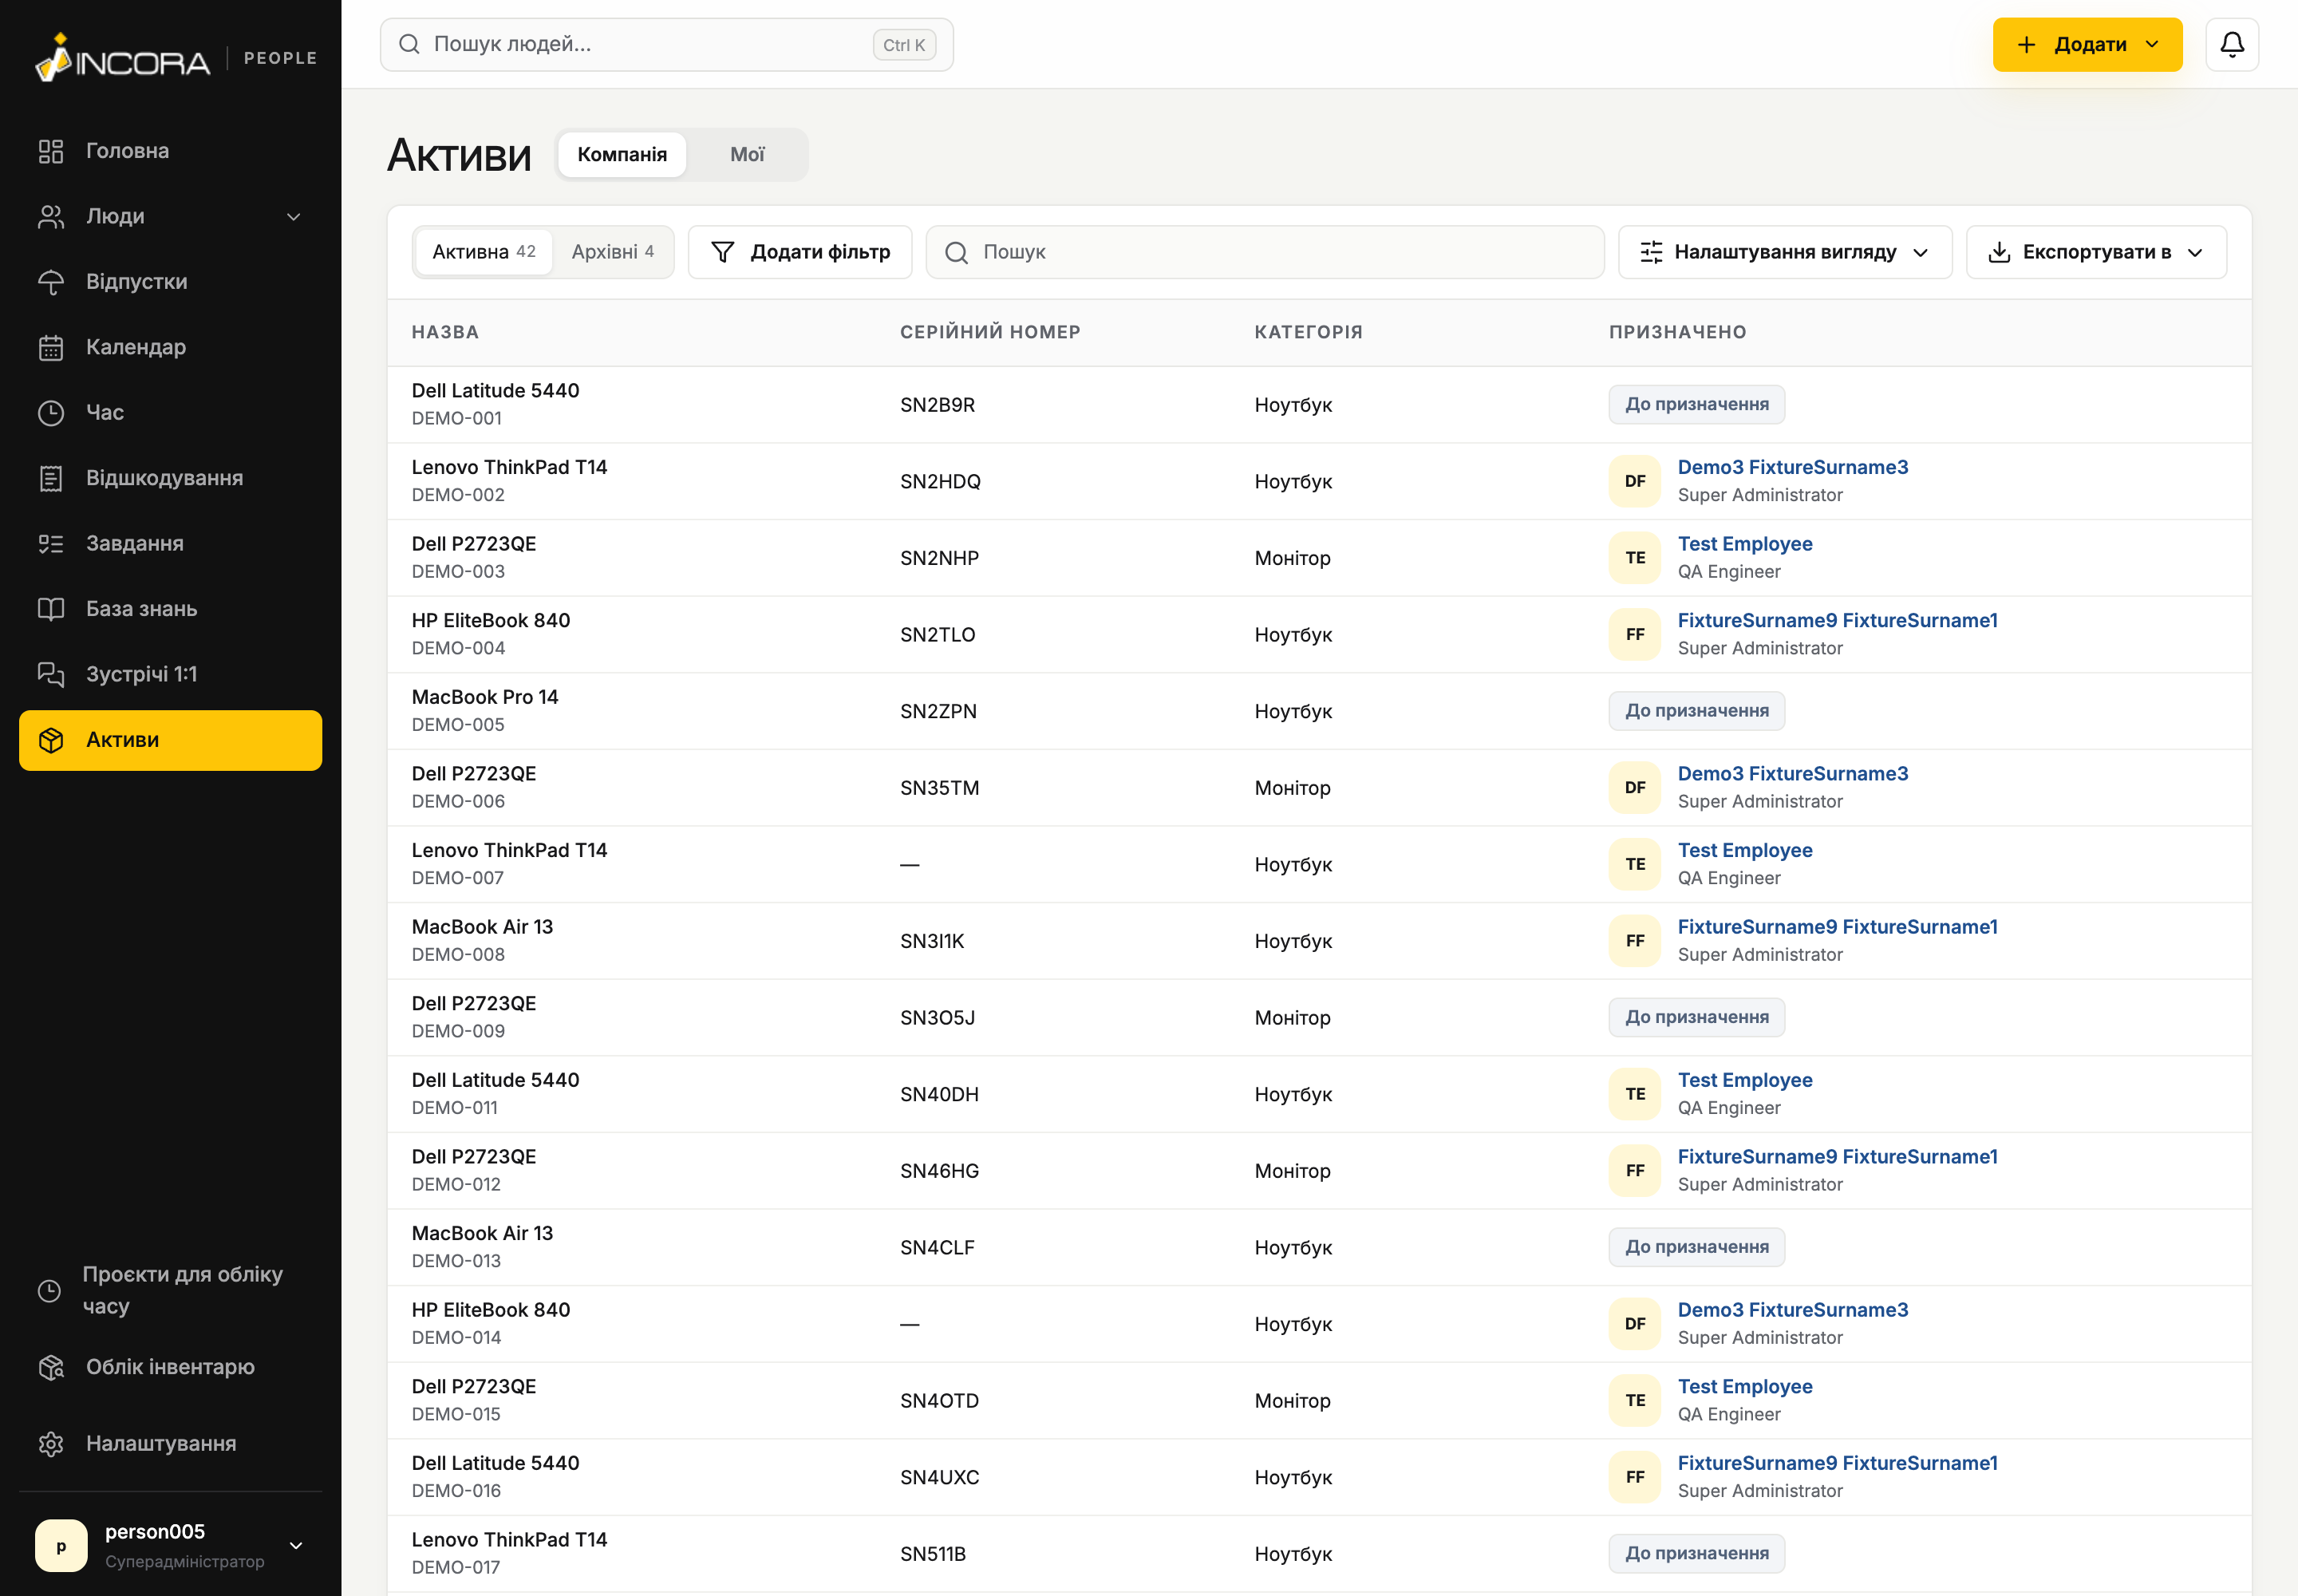 INCORA
PEOPLE
Головна
Люди
Відпустки
Календар
Час
Відшкодування
Завдання
База знань
Зустрічі 1:1
Активи
Проєкти для обліку
часу
Облік інвентарю
Налаштування
p
person005
Суперадміністратор
Пошук людей...
Ctrl K
Додати
Активи
Компанія
Мої
Активна 42
Архівні 4
Додати фільтр
Пошук
Налаштування вигляду
Експортувати в
НАЗВА
СЕРІЙНИЙ НОМЕР
КАТЕГОРІЯ
ПРИЗНАЧЕНО
Dell Latitude 5440
DEMO-001
SN2B9R
Ноутбук
До призначення
Lenovo ThinkPad T14
DEMO-002
SN2HDQ
Ноутбук
DF
Demo3 FixtureSurname3
Super Administrator
Dell P2723QE
DEMO-003
SN2NHP
Монітор
TE
Test Employee
QA Engineer
HP EliteBook 840
DEMO-004
SN2TLO
Ноутбук
FF
FixtureSurname9 FixtureSurname1
Super Administrator
MacBook Pro 14
DEMO-005
SN2ZPN
Ноутбук
До призначення
Dell P2723QE
DEMO-006
SN35TM
Монітор
DF
Demo3 FixtureSurname3
Super Administrator
Lenovo ThinkPad T14
DEMO-007
—
Ноутбук
TE
Test Employee
QA Engineer
MacBook Air 13
DEMO-008
SN3I1K
Ноутбук
FF
FixtureSurname9 FixtureSurname1
Super Administrator
Dell P2723QE
DEMO-009
SN3O5J
Монітор
До призначення
Dell Latitude 5440
DEMO-011
SN40DH
Ноутбук
TE
Test Employee
QA Engineer
Dell P2723QE
DEMO-012
SN46HG
Монітор
FF
FixtureSurname9 FixtureSurname1
Super Administrator
MacBook Air 13
DEMO-013
SN4CLF
Ноутбук
До призначення
HP EliteBook 840
DEMO-014
—
Ноутбук
DF
Demo3 FixtureSurname3
Super Administrator
Dell P2723QE
DEMO-015
SN4OTD
Монітор
TE
Test Employee
QA Engineer
Dell Latitude 5440
DEMO-016
SN4UXC
Ноутбук
FF
FixtureSurname9 FixtureSurname1
Super Administrator
Lenovo ThinkPad T14
DEMO-017
SN511B
Ноутбук
До призначення